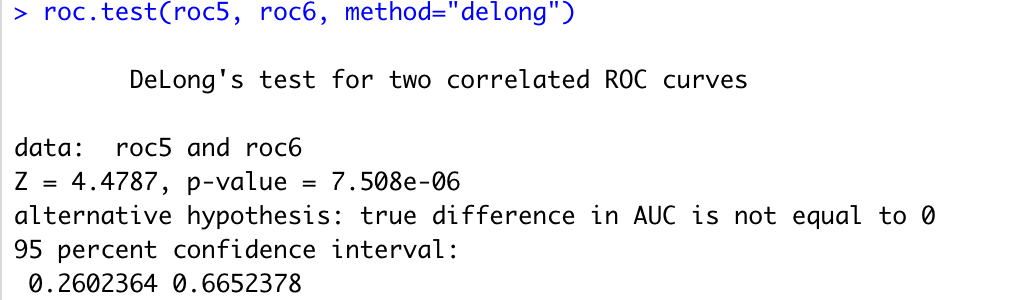 > roc.test(roc5, roc6, method="delong")
DeLong's test for two correlated ROC curves
data:  roc5 and roc6
Z = 4.4787, p-value = 7.508e-06
alternative hypothesis: true difference in AUC is not equal to 0
95 percent confidence interval:
0.2602364 0.6652378